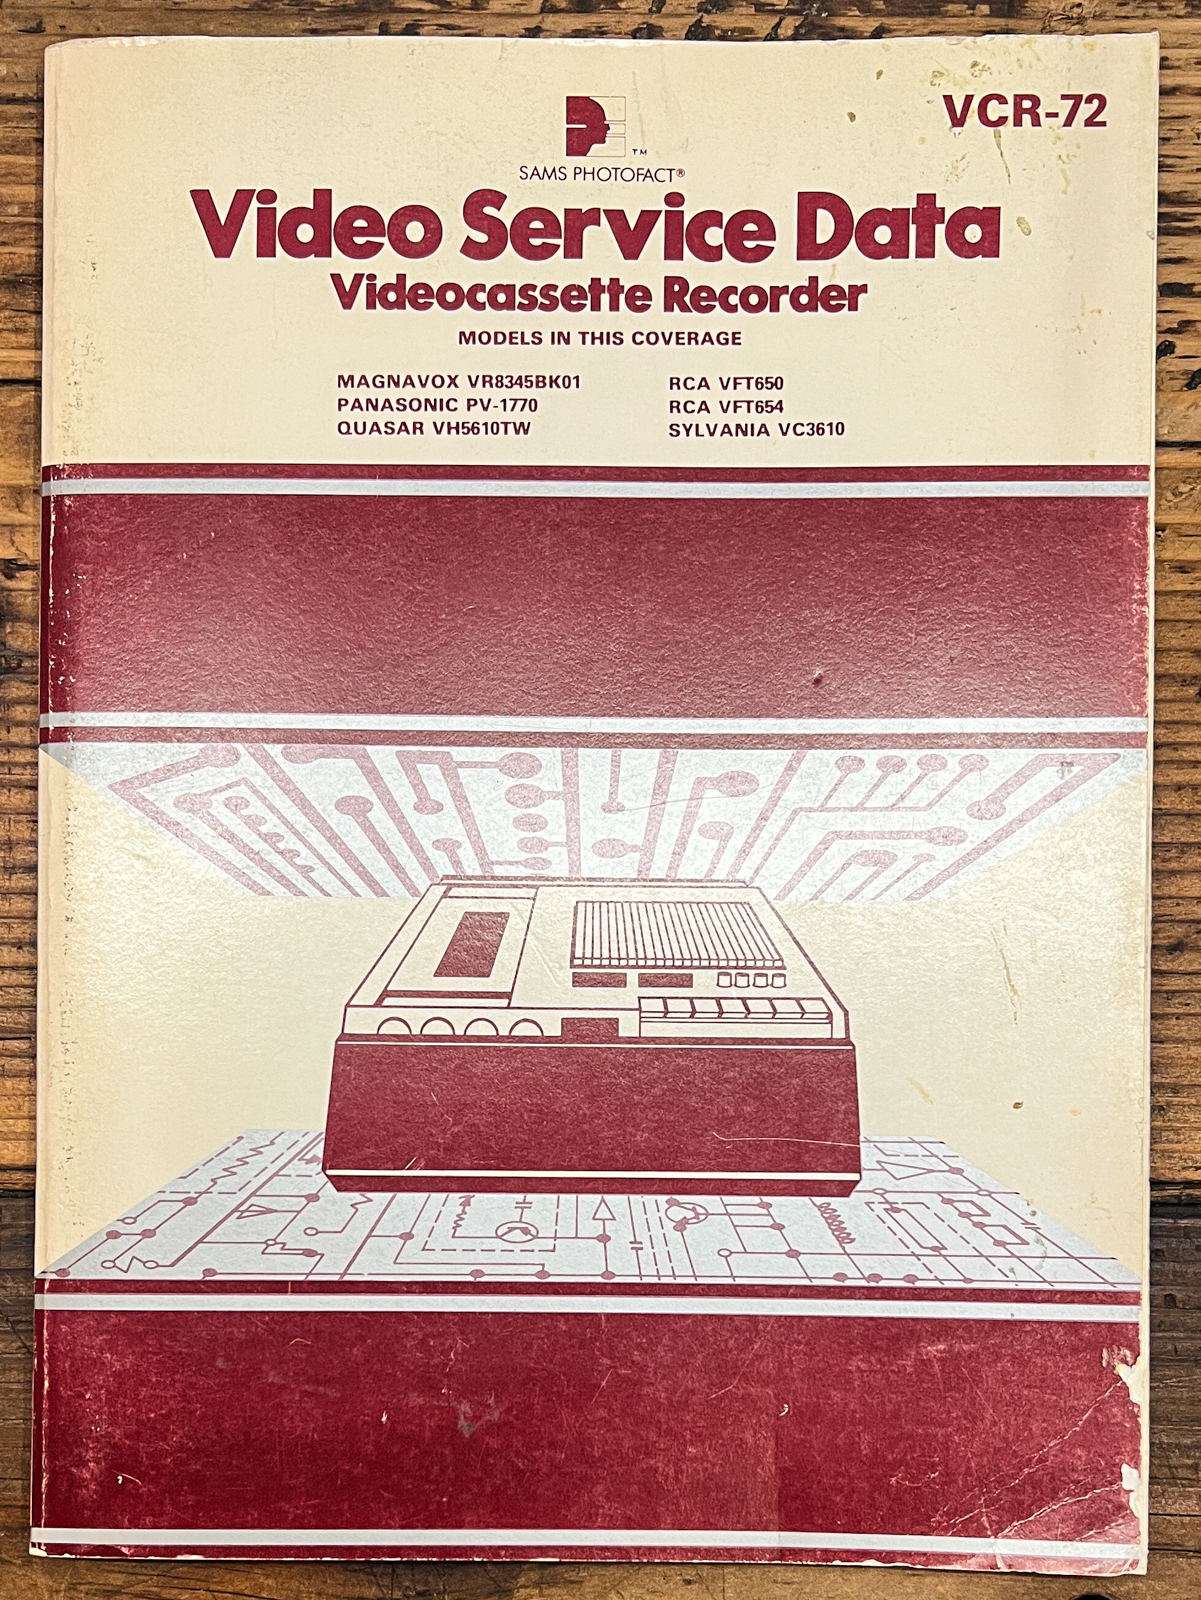 VCR-72
TM
SAMS PHOTOFACT®
Video Service Data
Videocassette Recorder
MODELS IN THIS COVERAGE
MAGNAVOX VR8345BK01
PANASONIC PV-1770
QUASAR VH5610TW
RCA VFT650
RCA VFT654
SYLVANIA VC3610